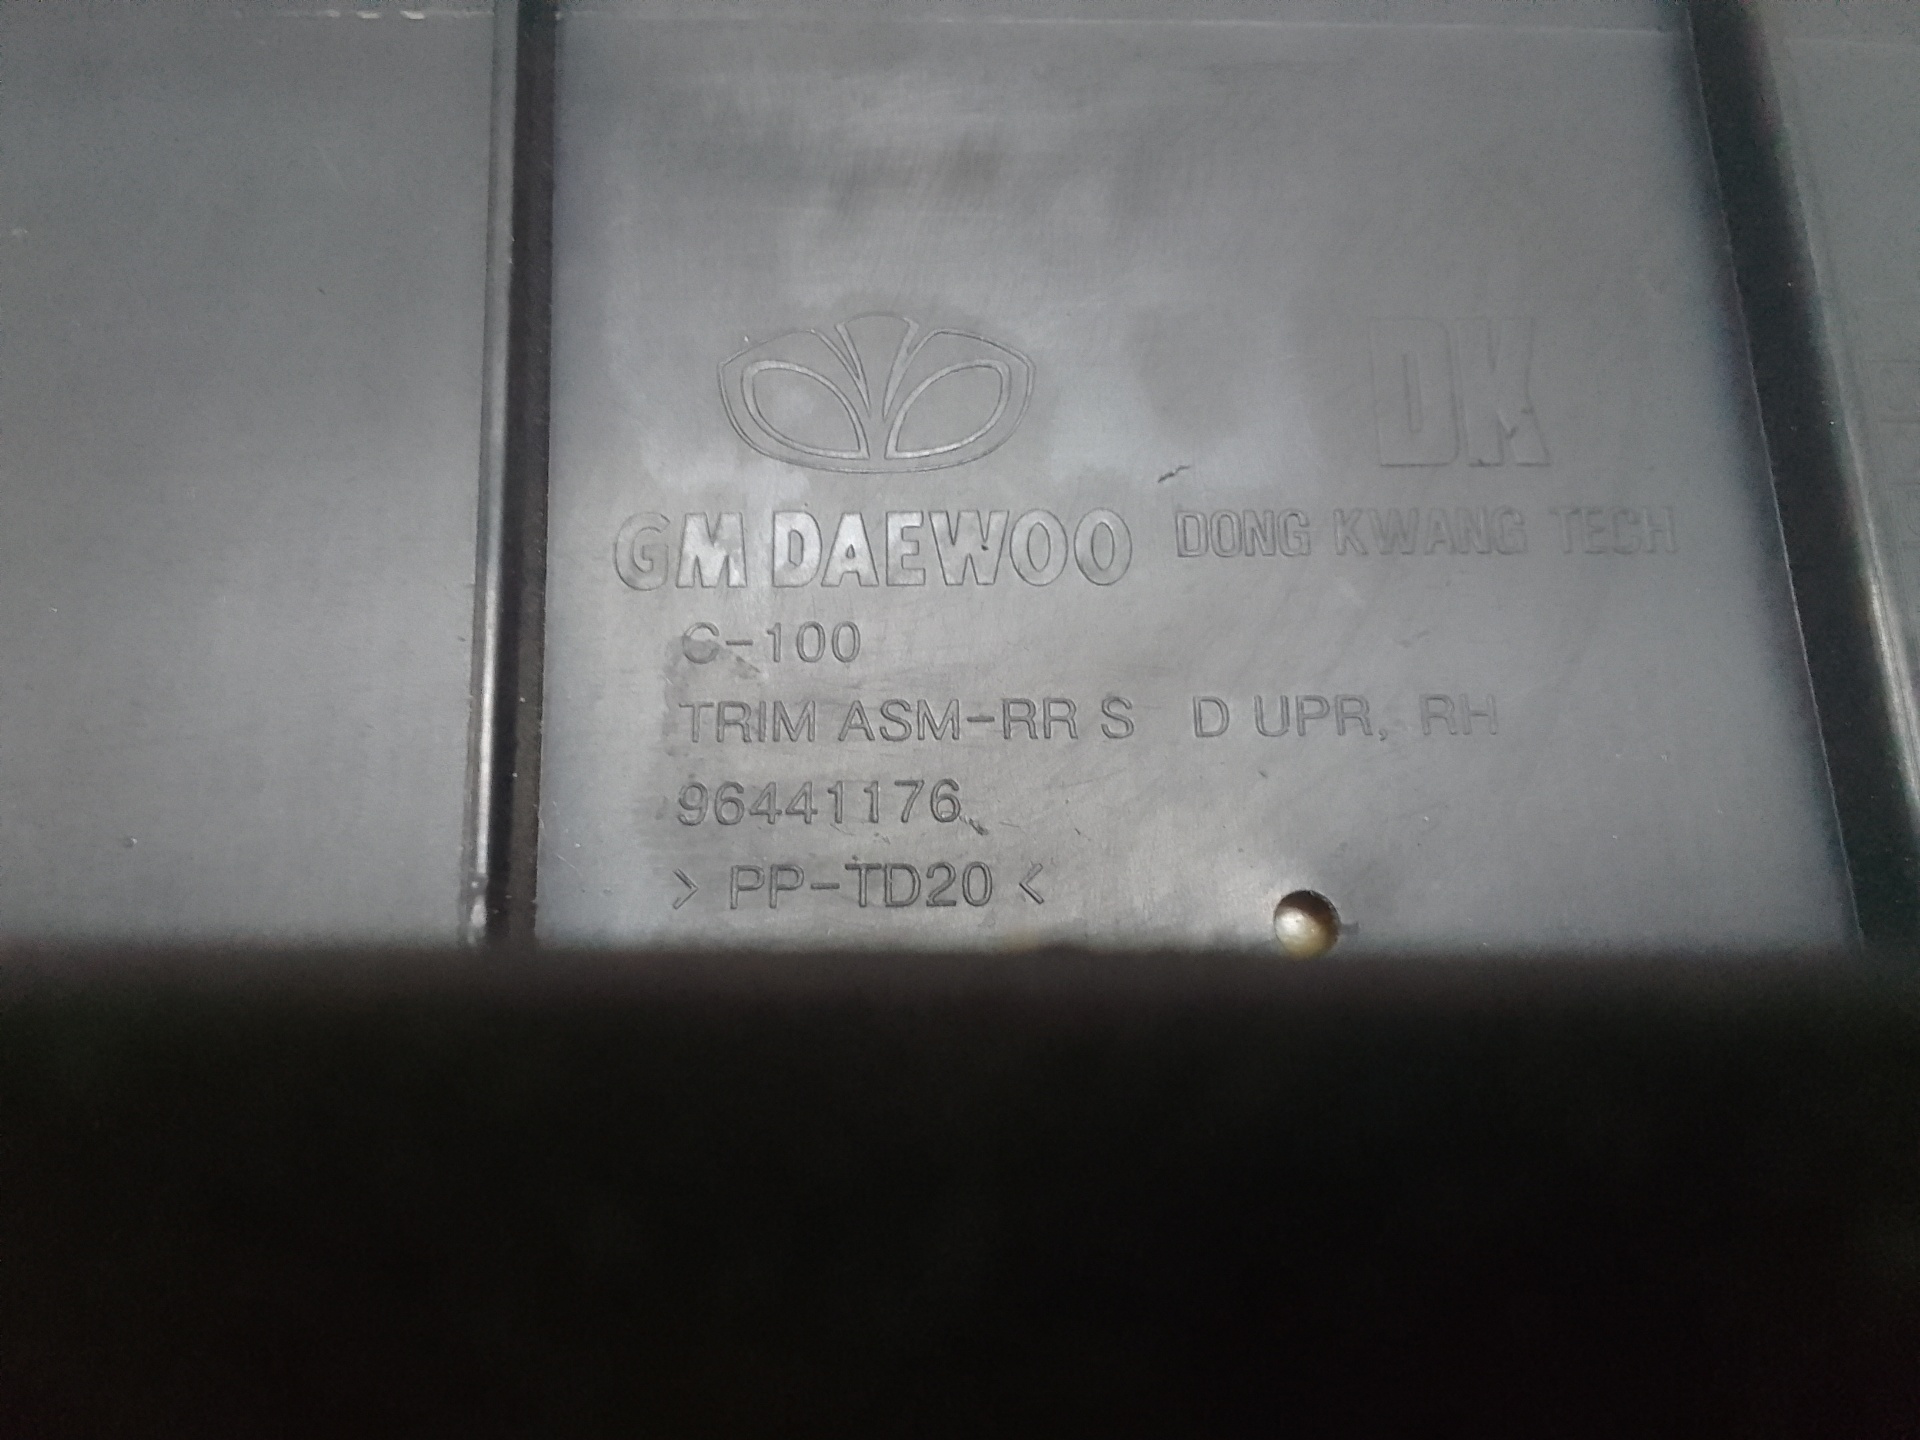 DK
GM DAEWOO DONG KWANG TECH
C-100
TRIM ASM-RR S D UPR, RH
96441176
> PP-TD20 <